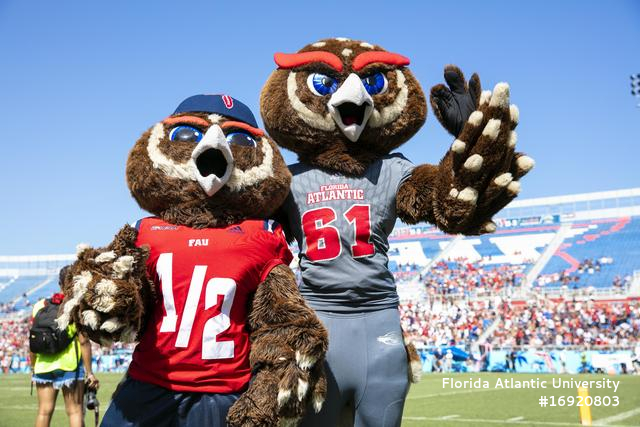 FLORIDA
ATLANTIC
61
FAU
1/2
Florida Atlantic University
#16920803